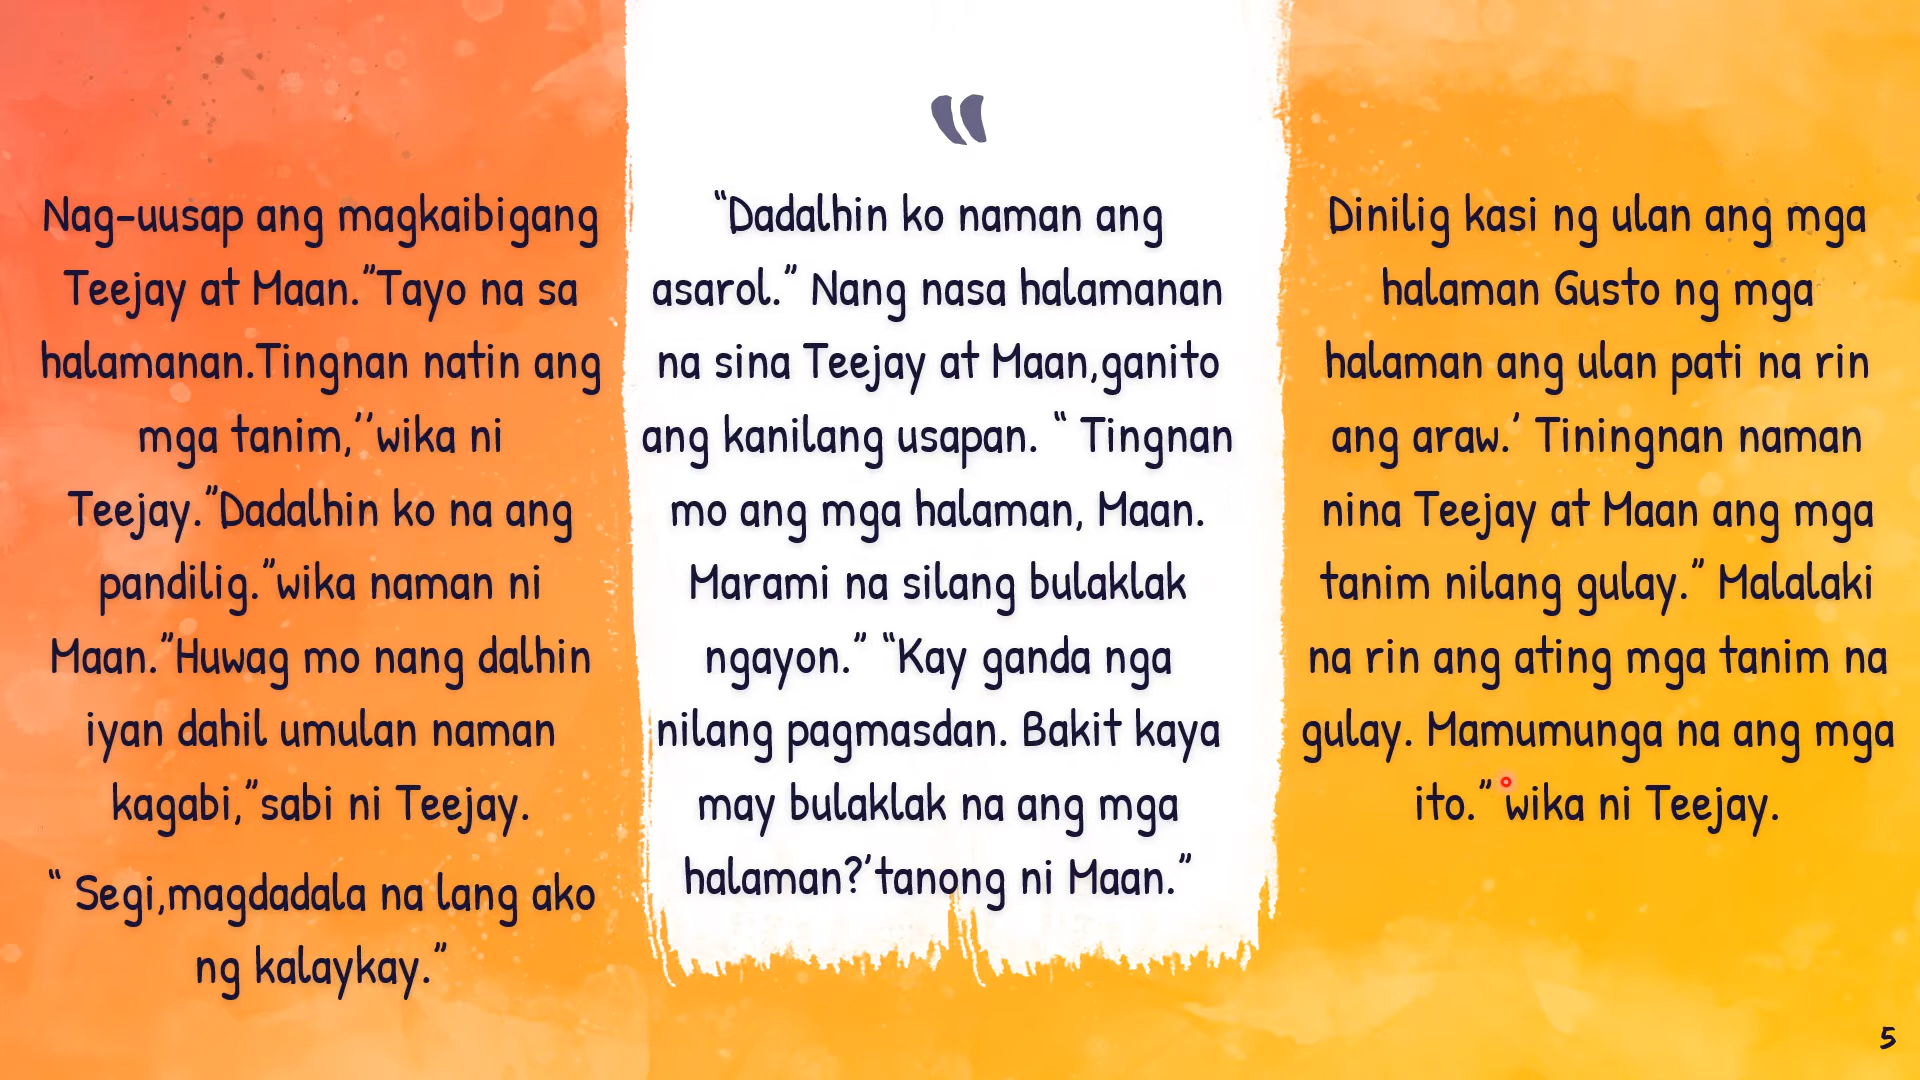 Nag-uusap ang magkaibigang
Teejay at Maan.”Tayo na sa
halamanan.Tingnan natin ang
mga tanim,’’wika ni
Teejay.”Dadalhin ko na ang
pandilig.”wika naman ni
Maan.”Huwag mo nang dalhin
iyan dahil umulan naman
kagabi,”sabi ni Teejay.
“ Segi,magdadala na lang ako
ng kalaykay.”
“
“Dadalhin ko naman ang
asarol.” Nang nasa halamanan
na sina Teejay at Maan,ganito
ang kanilang usapan. “ Tingnan
mo ang mga halaman, Maan.
Marami na silang bulaklak
ngayon.” “Kay ganda nga
nilang pagmasdan. Bakit kaya
may bulaklak na ang mga
halaman?’tanong ni Maan.”
Dinilig kasi ng ulan ang mga
halaman Gusto ng mga
halaman ang ulan pati na rin
ang araw.’ Tiningnan naman
nina Teejay at Maan ang mga
tanim nilang gulay.” Malalaki
na rin ang ating mga tanim na
gulay. Mamumunga na ang mga
ito.” wika ni Teejay.
5